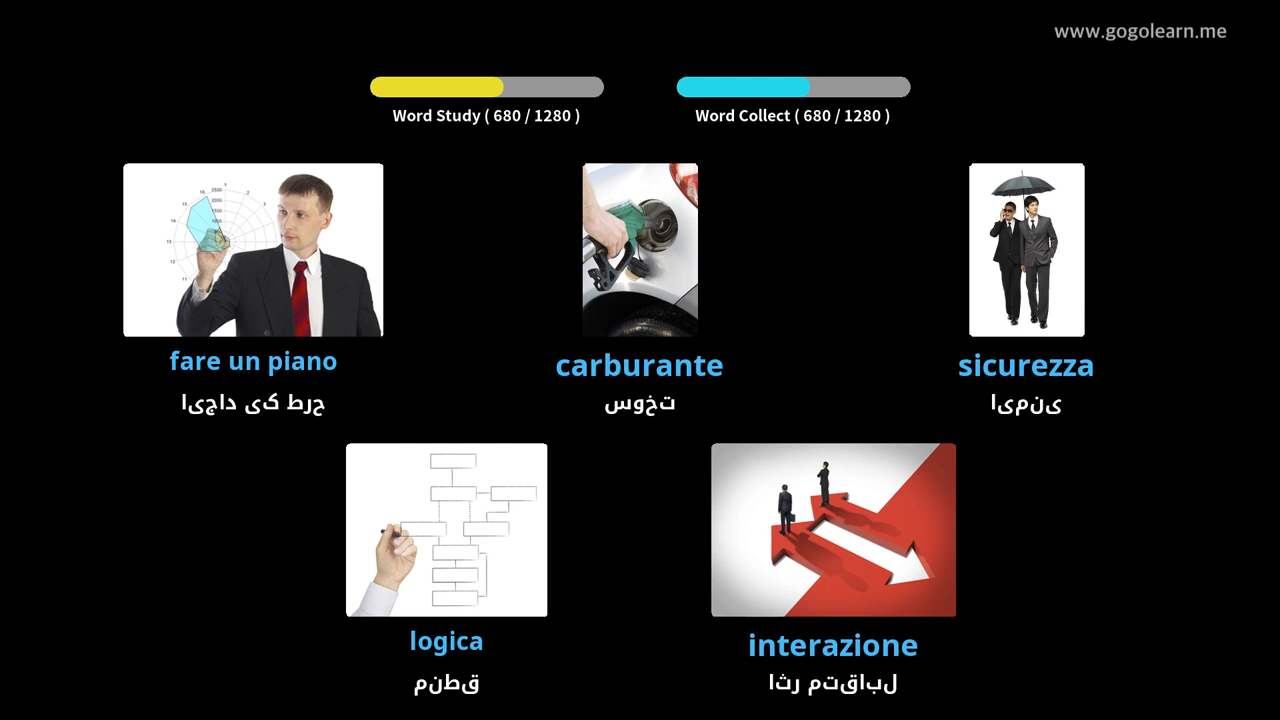 www.gogolearn.me
Word Study ( 680 / 1280 )
Word Collect ( 680 / 1280 )
fare un piano
ایجاد یک طرح
carburante
سوخت
sicurezza
ایمنی
logica
منطق
interazione
اثر متقابل